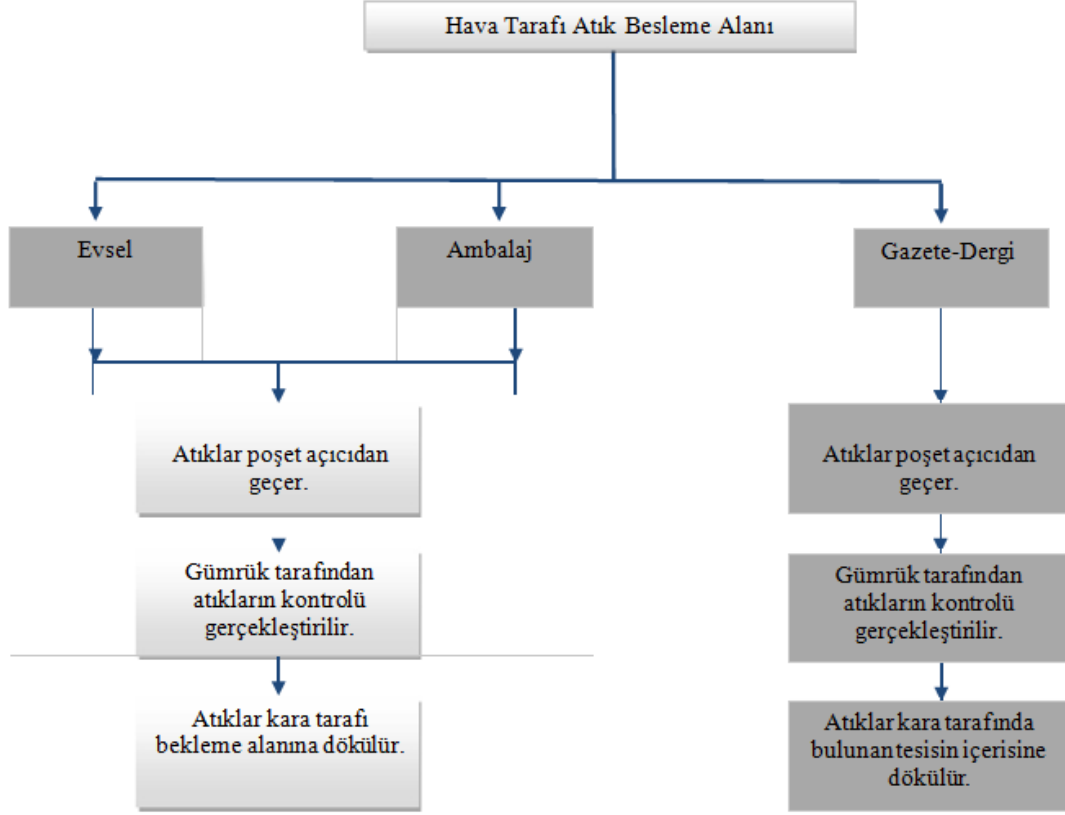 Hava Tarafı Atık Besleme Alanı
Evsel
Ambalaj
Gazete-Dergi
Atıklar poşet açıcıdan
geçer.
Gümrük tarafından
atıkların kontrolü
gerçekleştirilir.
Atıklar kara tarafı
bekleme alanına dökülür.
Atıklar poşet açıcıdan
geçer.
Gümrük tarafından
atıkların kontrolü
gerçekleştirilir.
Atıklar kara tarafında
bulunan tesisin içerisine
dökülür.